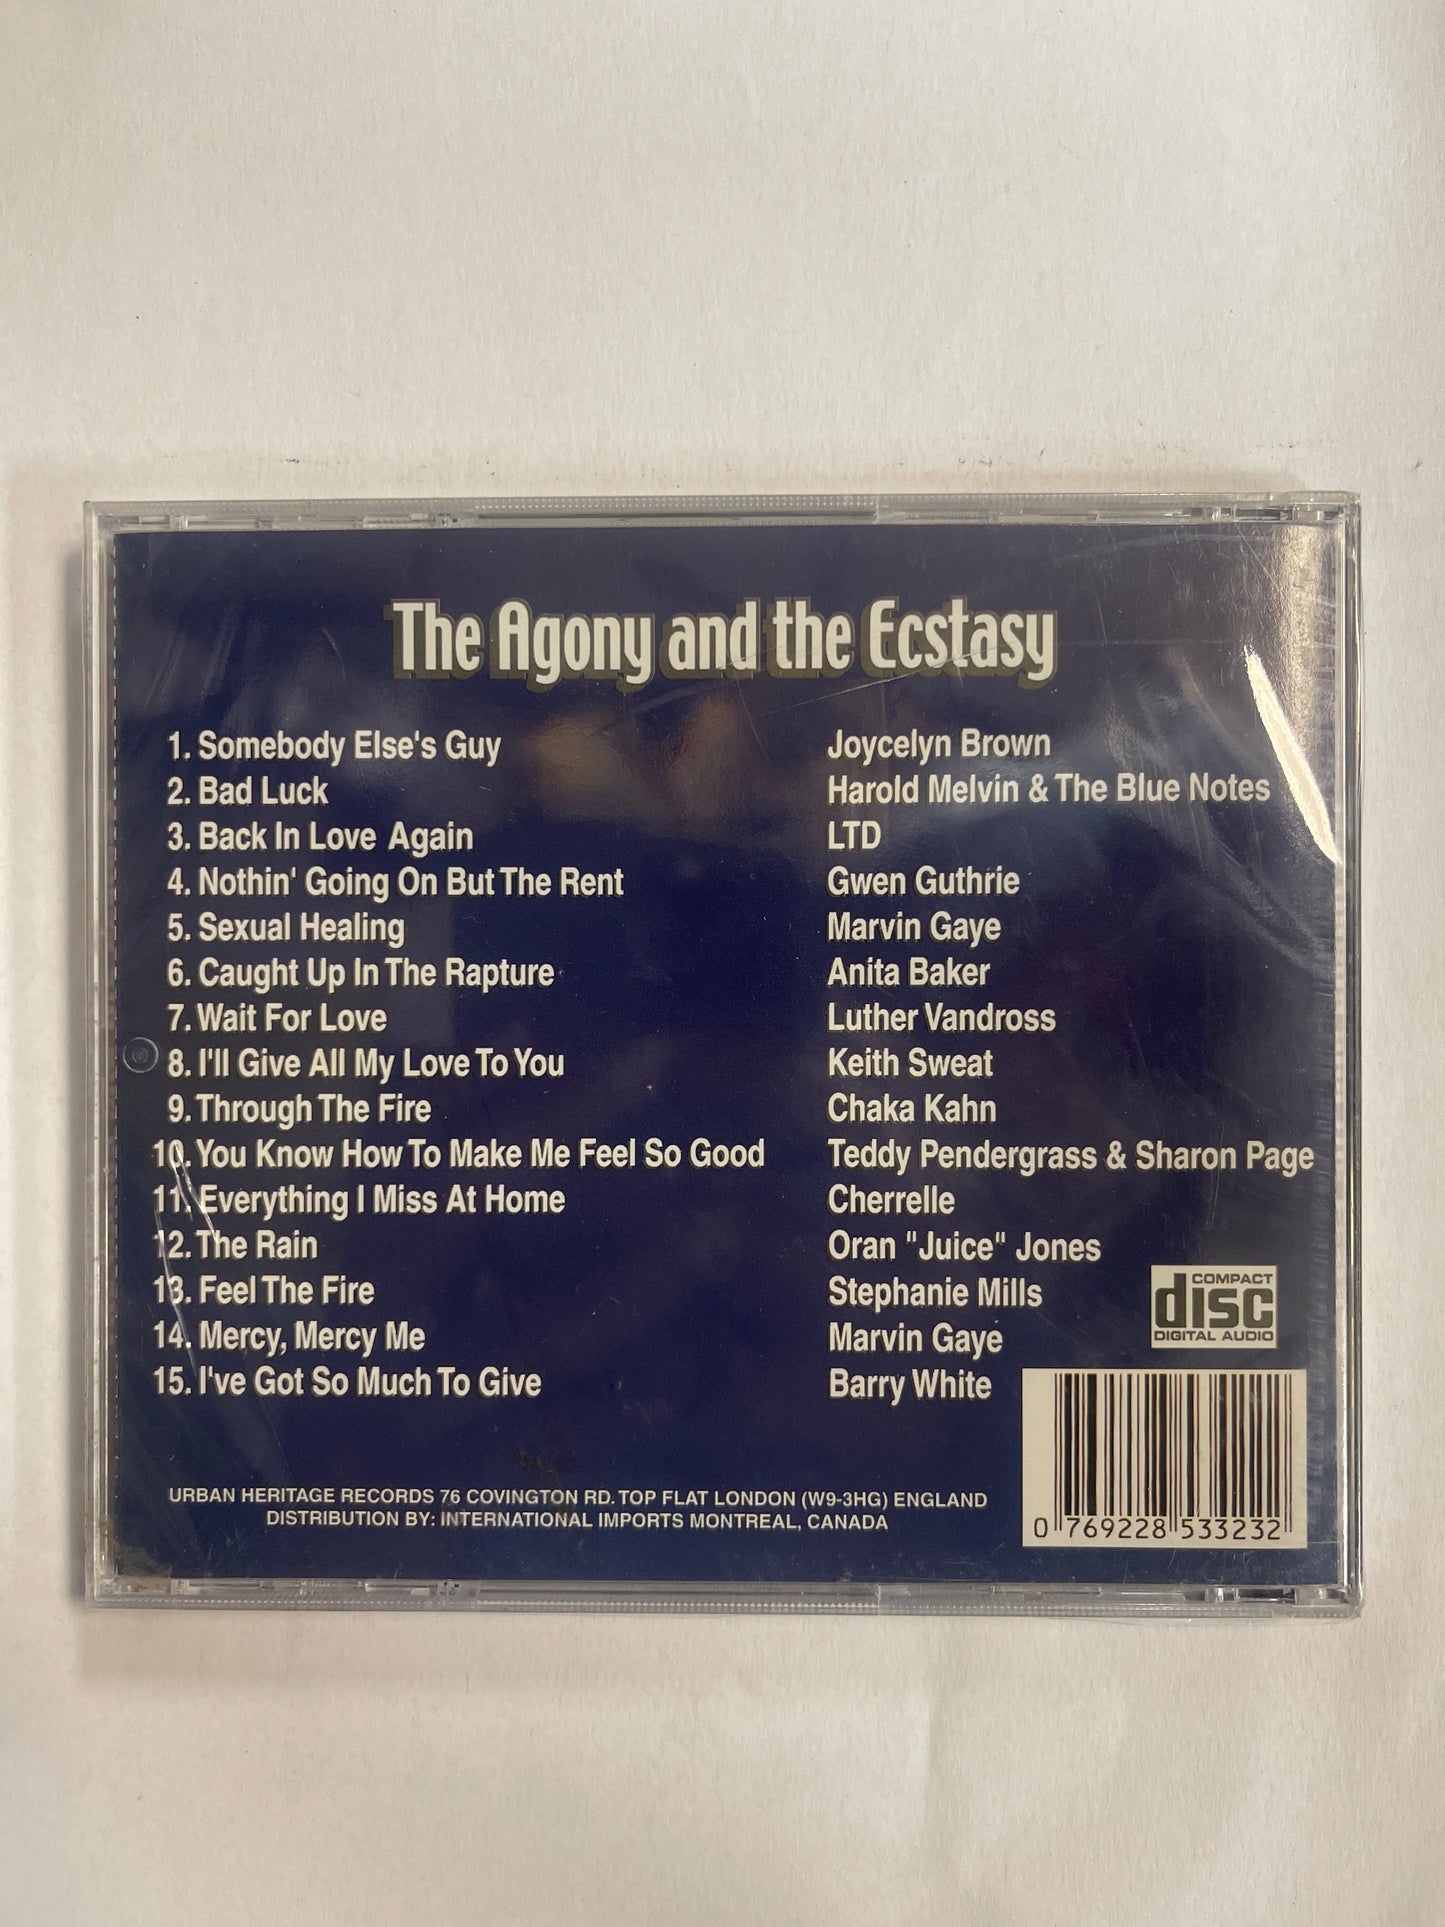 The Agony and the Ecstasy
1. Somebody Else's Guy Joycelyn Brown
2. Bad Luck Harold Melvin & The Blue Notes
3. Back In Love Again LTD
4. Nothin' Going On But The Rent Gwen Guthrie
5. Sexual Healing Marvin Gaye
6. Caught Up In The Rapture Anita Baker
7. Wait For Love Luther Vandross
8. I'll Give All My Love To You Keith Sweat
9. Through The Fire Chaka Kahn
10. You Know How To Make Me Feel So Good Teddy Pendergrass & Sharon Page
11. Everything I Miss At Home Cherrelle
12. The Rain Oran "Juice" Jones
13. Feel The Fire Stephanie Mills
14. Mercy, Mercy Me Marvin Gaye
15. I've Got So Much To Give Barry White
COMPACT
disc
DIGITAL AUDIO
URBAN HERITAGE RECORDS 76 COVINGTON RD. TOP FLAT LONDON (W9-3HG) ENGLAND
DISTRIBUTION BY: INTERNATIONAL IMPORTS MONTREAL, CANADA
0 769228 533232